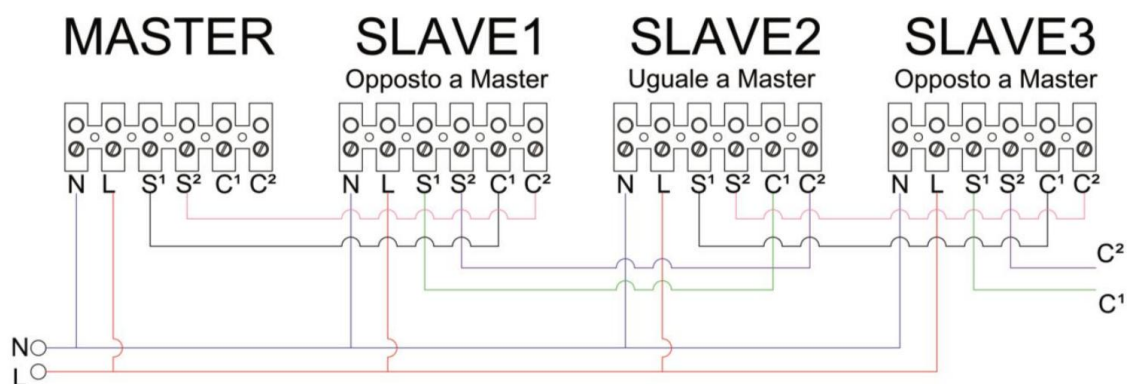 MASTER SLAVE1 SLAVE2 SLAVE3
Opposto a Master Uguale a Master Opposto a Master
N L S¹ S² C¹ C² N L S¹ S² C¹ C² N L S¹ S² C¹ C² N L S¹ S² C¹ C²
C²
C¹
N
L